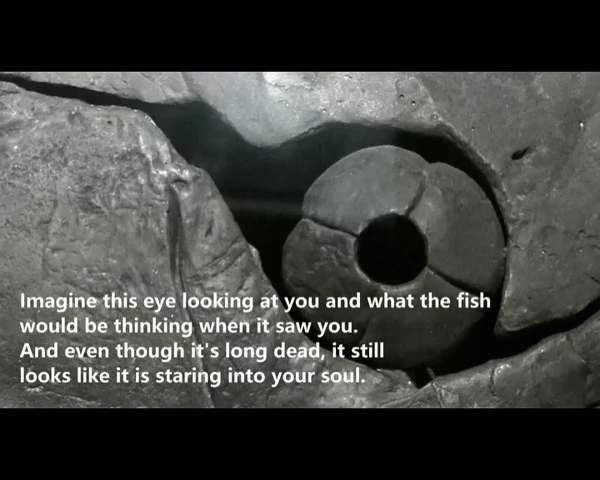 Imagine this eye looking at you and what the fish
would be thinking when it saw you.
And even though it's long dead, it still
looks like it is staring into your soul.